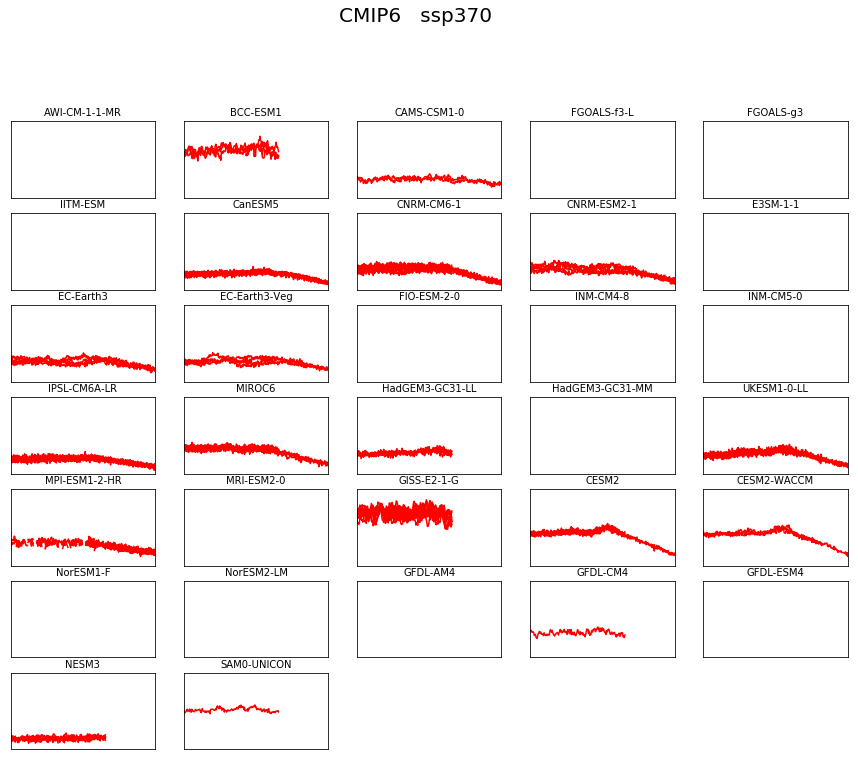 CMIP6 ssp370
AWI-CM-1-1-MR BCC-ESM1 CAMS-CSM1-0 FGOALS-f3-L FGOALS-g3
IITM-ESM CanESM5 CNRM-CM6-1 CNRM-ESM2-1 E3SM-1-1
EC-Earth3 EC-Earth3-Veg FIO-ESM-2-0 INM-CM4-8 INM-CM5-0
IPSL-CM6A-LR MIROC6 HadGEM3-GC31-LL HadGEM3-GC31-MM UKESM1-0-LL
MPI-ESM1-2-HR MRI-ESM2-0 GISS-E2-1-G CESM2 CESM2-WACCM
NorESM1-F NorESM2-LM GFDL-AM4 GFDL-CM4 GFDL-ESM4
NESM3 SAM0-UNICON